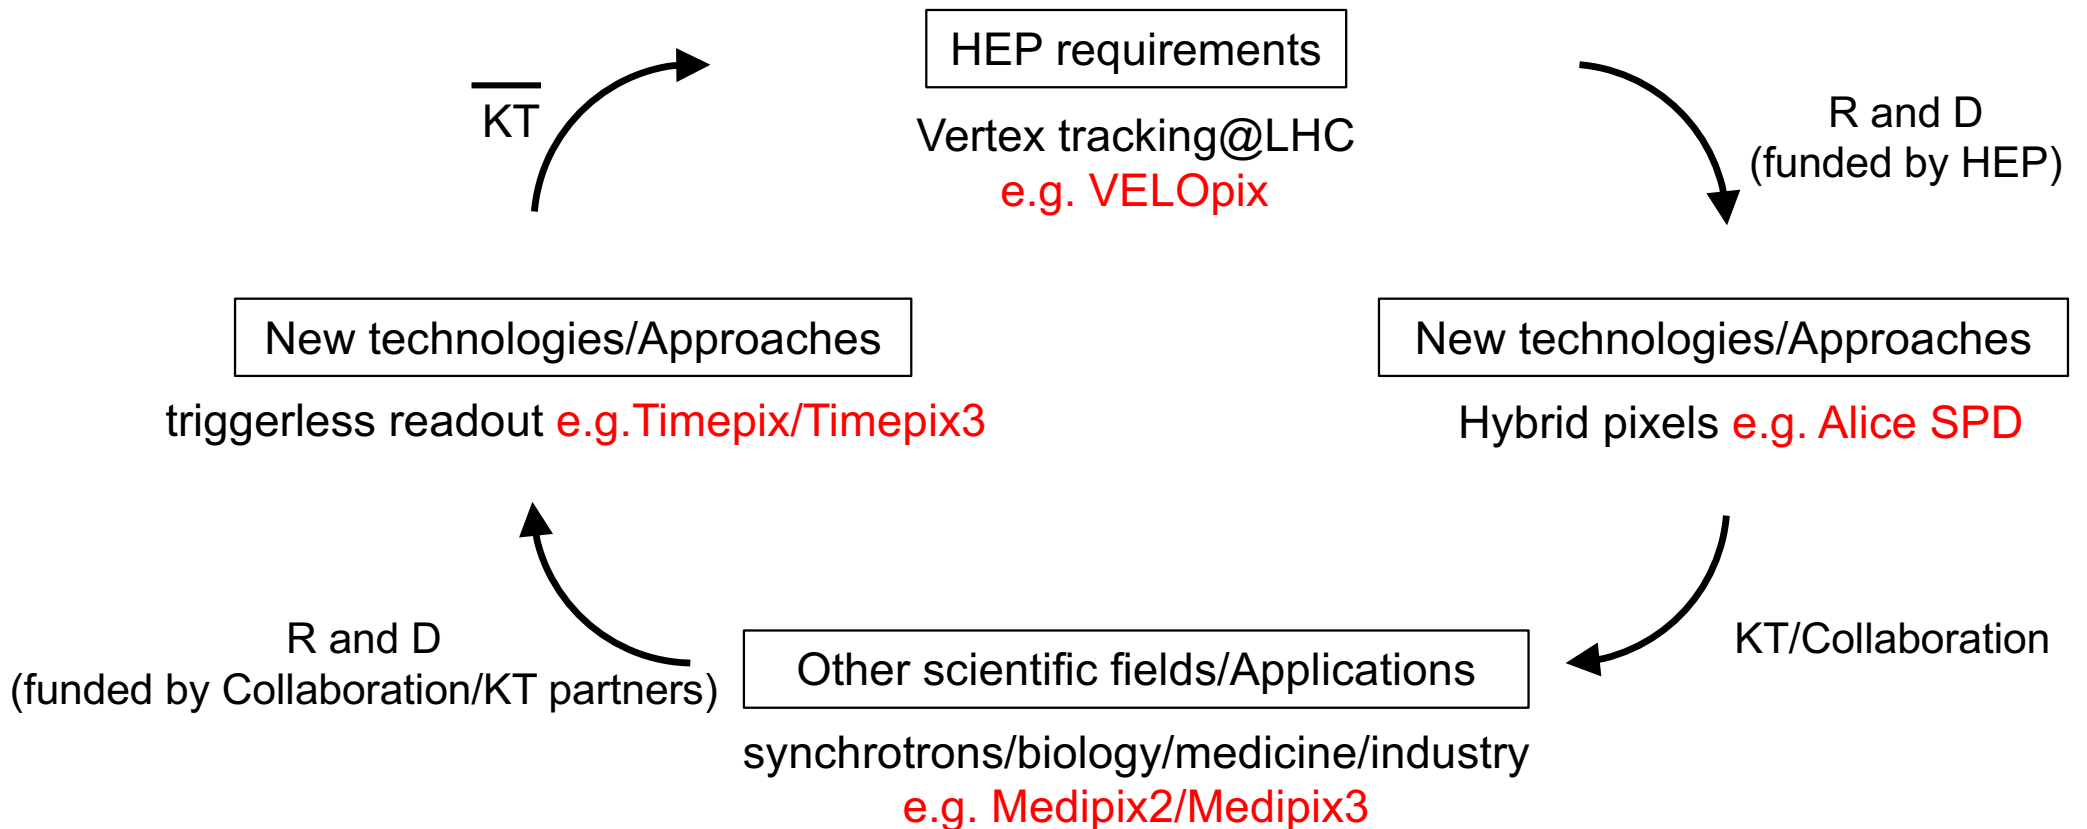 HEP requirements
Vertex tracking@LHC
e.g. VELOpix
R and D
(funded by HEP)
New technologies/Approaches
Hybrid pixels e.g. Alice SPD
KT/Collaboration
Other scientific fields/Applications
synchrotrons/biology/medicine/industry
e.g. Medipix2/Medipix3
R and D
(funded by Collaboration/KT partners)
New technologies/Approaches
triggerless readout e.g.Timepix/Timepix3
K̅T̅